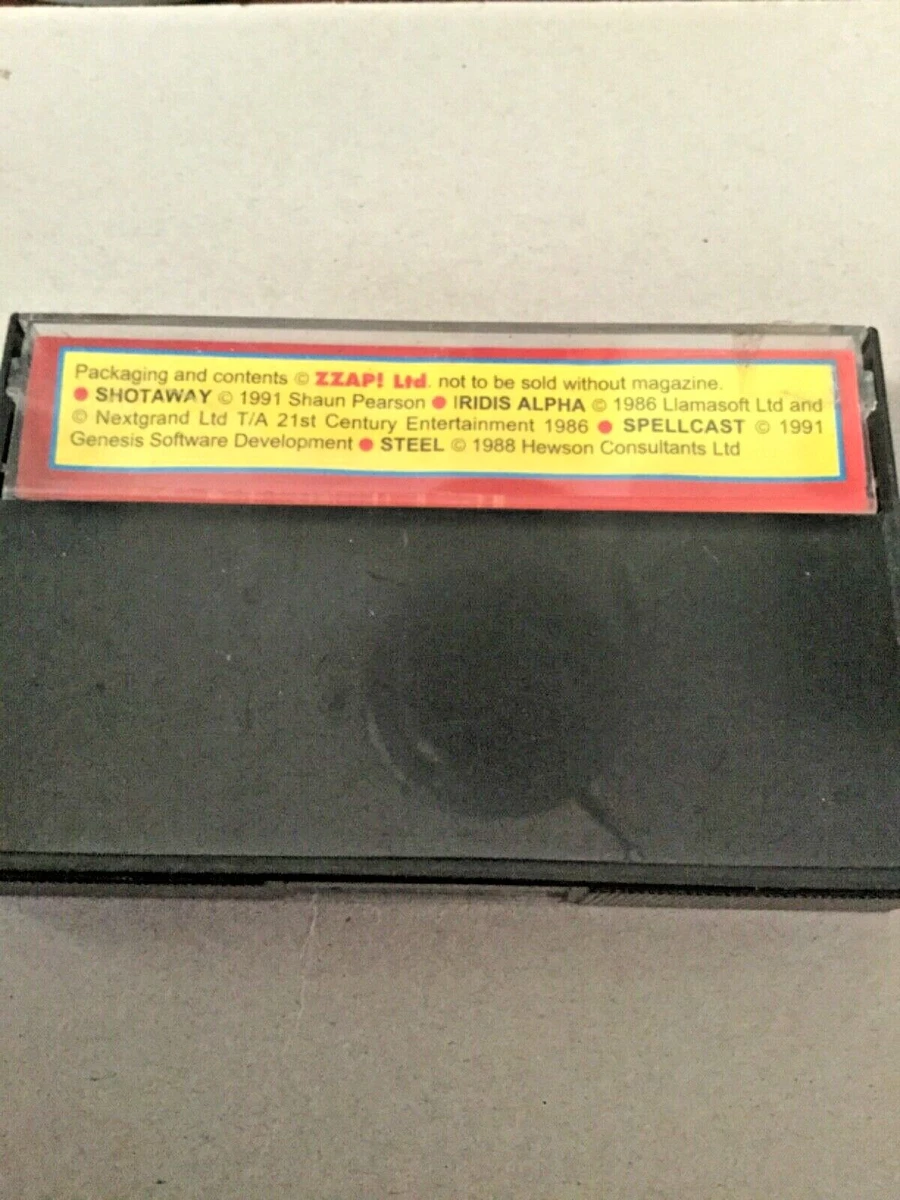 Packaging and contents © ZZAP! Ltd. not to be sold without magazine.
● SHOTAWAY © 1991 Shaun Pearson ● IRIDIS ALPHA © 1986 Llamasoft Ltd and
© Nextgrand Ltd T/A 21st Century Entertainment 1986 ● SPELLCAST © 1991
Genesis Software Development ● STEEL © 1988 Hewson Consultants Ltd